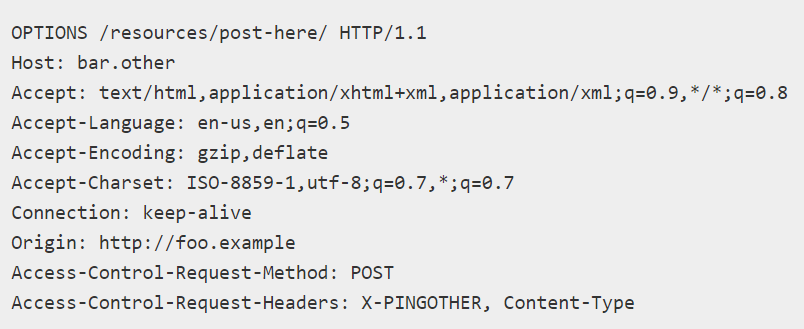 OPTIONS /resources/post-here/ HTTP/1.1
Host: bar.other
Accept: text/html,application/xhtml+xml,application/xml;q=0.9,*/*;q=0.8
Accept-Language: en-us,en;q=0.5
Accept-Encoding: gzip,deflate
Accept-Charset: ISO-8859-1,utf-8;q=0.7,*;q=0.7
Connection: keep-alive
Origin: http://foo.example
Access-Control-Request-Method: POST
Access-Control-Request-Headers: X-PINGOTHER, Content-Type